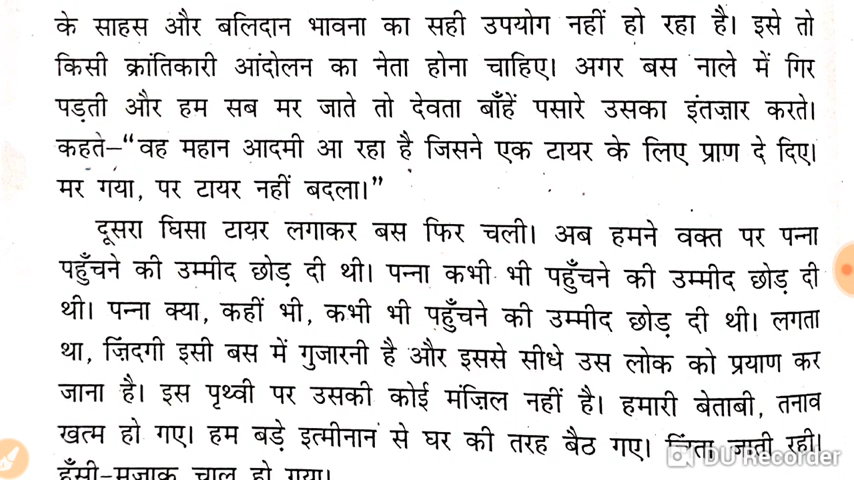 के साहस और बलिदान भावना का सही उपयोग नहीं हो रहा है। इसे तो
किसी क्रांतिकारी आंदोलन का नेता होना चाहिए। अगर बस नाले में गिर
पड़ती और हम सब मर जाते तो देवता बाँहें पसारे उसका इंतज़ार करते।
कहते–“वह महान आदमी आ रहा है जिसने एक टायर के लिए प्राण दे दिए।
मर गया, पर टायर नहीं बदला।”
दूसरा घिसा टायर लगाकर बस फिर चली। अब हमने वक्त पर पन्ना
पहुँचने की उम्मीद छोड़ दी थी। पन्ना कभी भी पहुँचने की उम्मीद छोड़ दी
थी। पन्ना क्या, कहीं भी, कभी भी पहुँचने की उम्मीद छोड़ दी थी। लगता
था, ज़िंदगी इसी बस में गुजारनी है और इससे सीधे उस लोक को प्रयाण कर
जाना है। इस पृथ्वी पर उसकी कोई मंज़िल नहीं है। हमारी बेताबी, तनाव
खत्म हो गए। हम बड़े इत्मीनान से घर की तरह बैठ गए। चिंता जाती रही।
हँसी–मजाक चालू हो गया।
DU Recorder